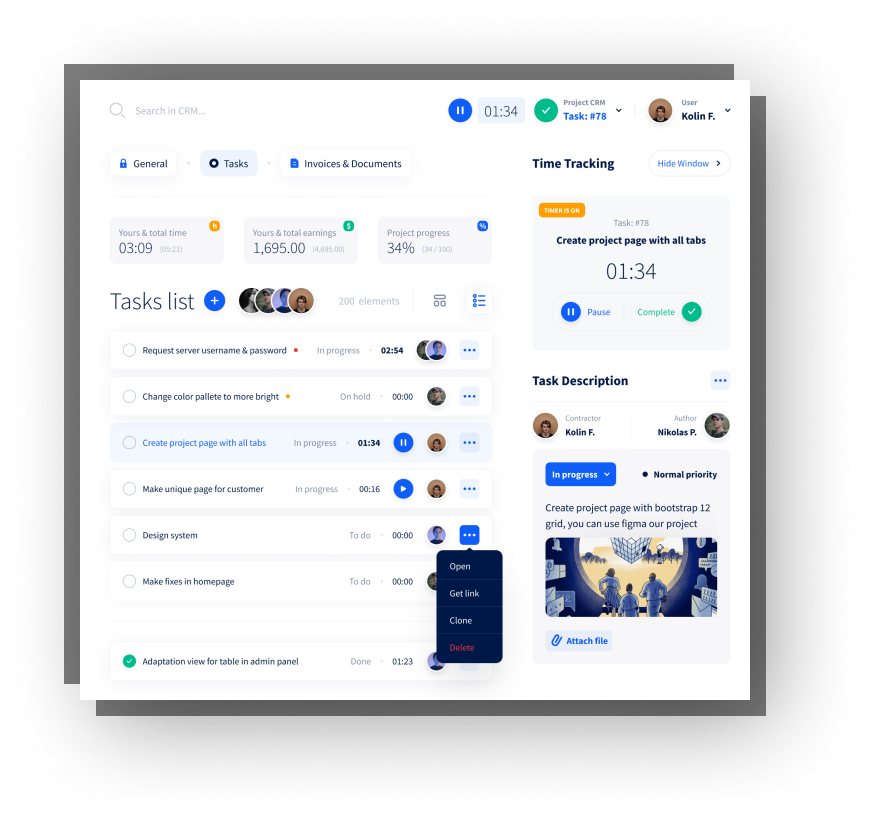 Search in CRM...
01:34
Project CRM
Task: #78
User
Kolin F.
General
Tasks
Invoices & Documents
Yours & total time
h
03:09 (05:21)
Yours & total earnings
$
1,695.00 (4,695.00)
Project progress
%
34% (34 / 100)
Tasks list
+
200 elements
Request server username & password
In progress
02:54
Change color pallete to more bright
On hold
00:00
Create project page with all tabs
In progress
01:34
Make unique page for customer
In progress
00:16
Design system
To do
00:00
Make fixes in homepage
To do
00:00
Open
Get link
Clone
Delete
Adaptation view for table in admin panel
Done
01:23
Time Tracking
Hide Window
TIMER IS ON
Task: #78
Create project page with all tabs
01:34
Pause
Complete
Task Description
Contractor
Kolin F.
Author
Nikolas P.
In progress
Normal priority
Create project page with bootstrap 12
grid, you can use figma our project
Attach file